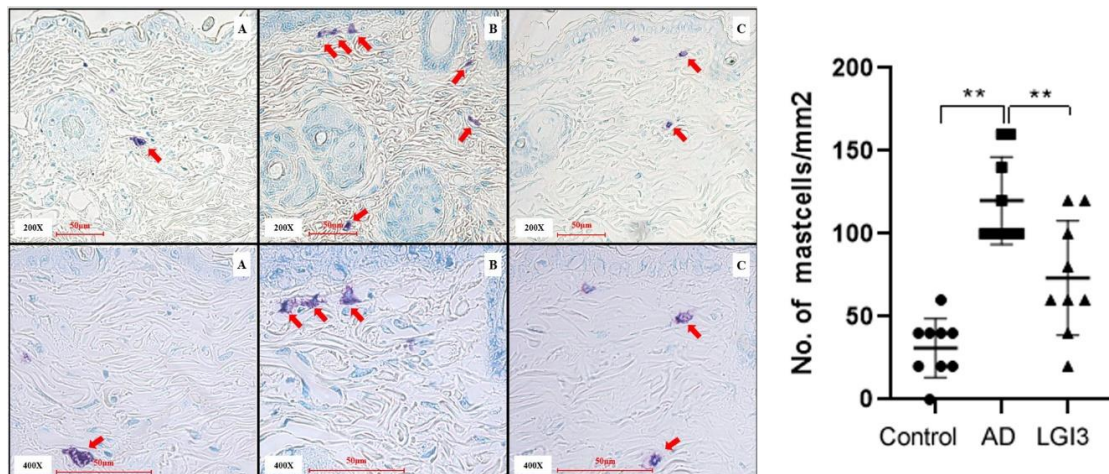 A
B
C
200X
50µm
200X
50µm
200X
50µm
A
B
C
400X
50µm
400X
50µm
400X
50µm
No. of mastcells/mm2
200
150
100
50
0
**
**
Control
AD
LGI3